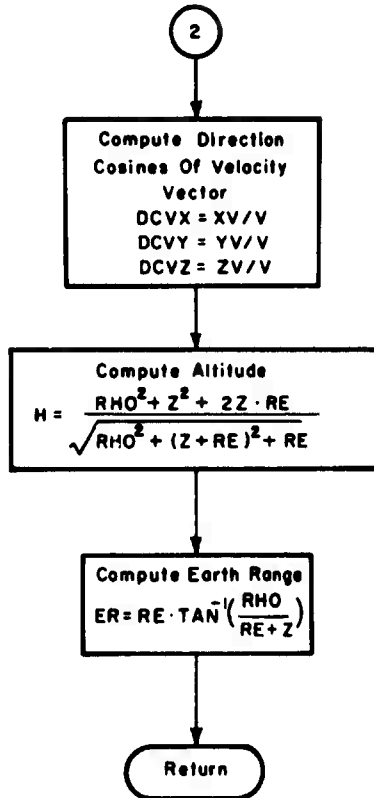 2
Compute Direction
Cosines Of Velocity
Vector
DCVX = XV/V
DCVY = YV/V
DCVZ = ZV/V
Compute Altitude
H = (RHO² + Z² + 2Z · RE) / √(RHO² + (Z + RE)² + RE)
Compute Earth Range
ER = RE · TAN⁻¹(RHO / (RE + Z))
Return